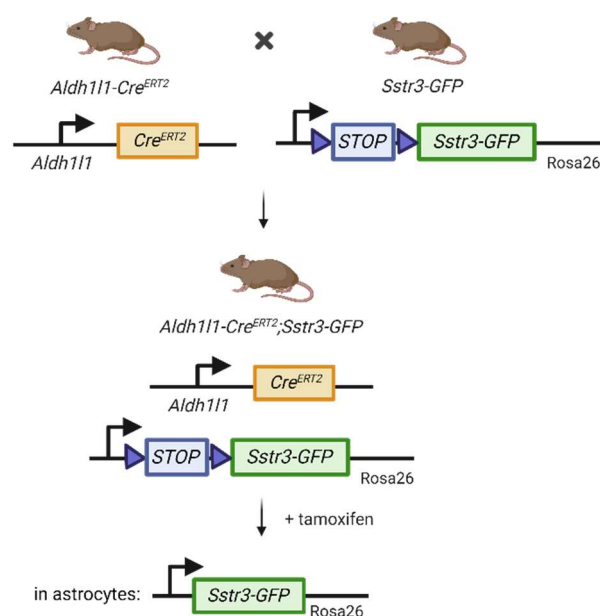 Aldh1l1-CreERT2
Sstr3-GFP
Aldh1l1
CreERT2
STOP
Sstr3-GFP
Rosa26
Aldh1l1-CreERT2;Sstr3-GFP
CreERT2
Aldh1l1
STOP
Sstr3-GFP
Rosa26
+ tamoxifen
in astrocytes:
Sstr3-GFP
Rosa26